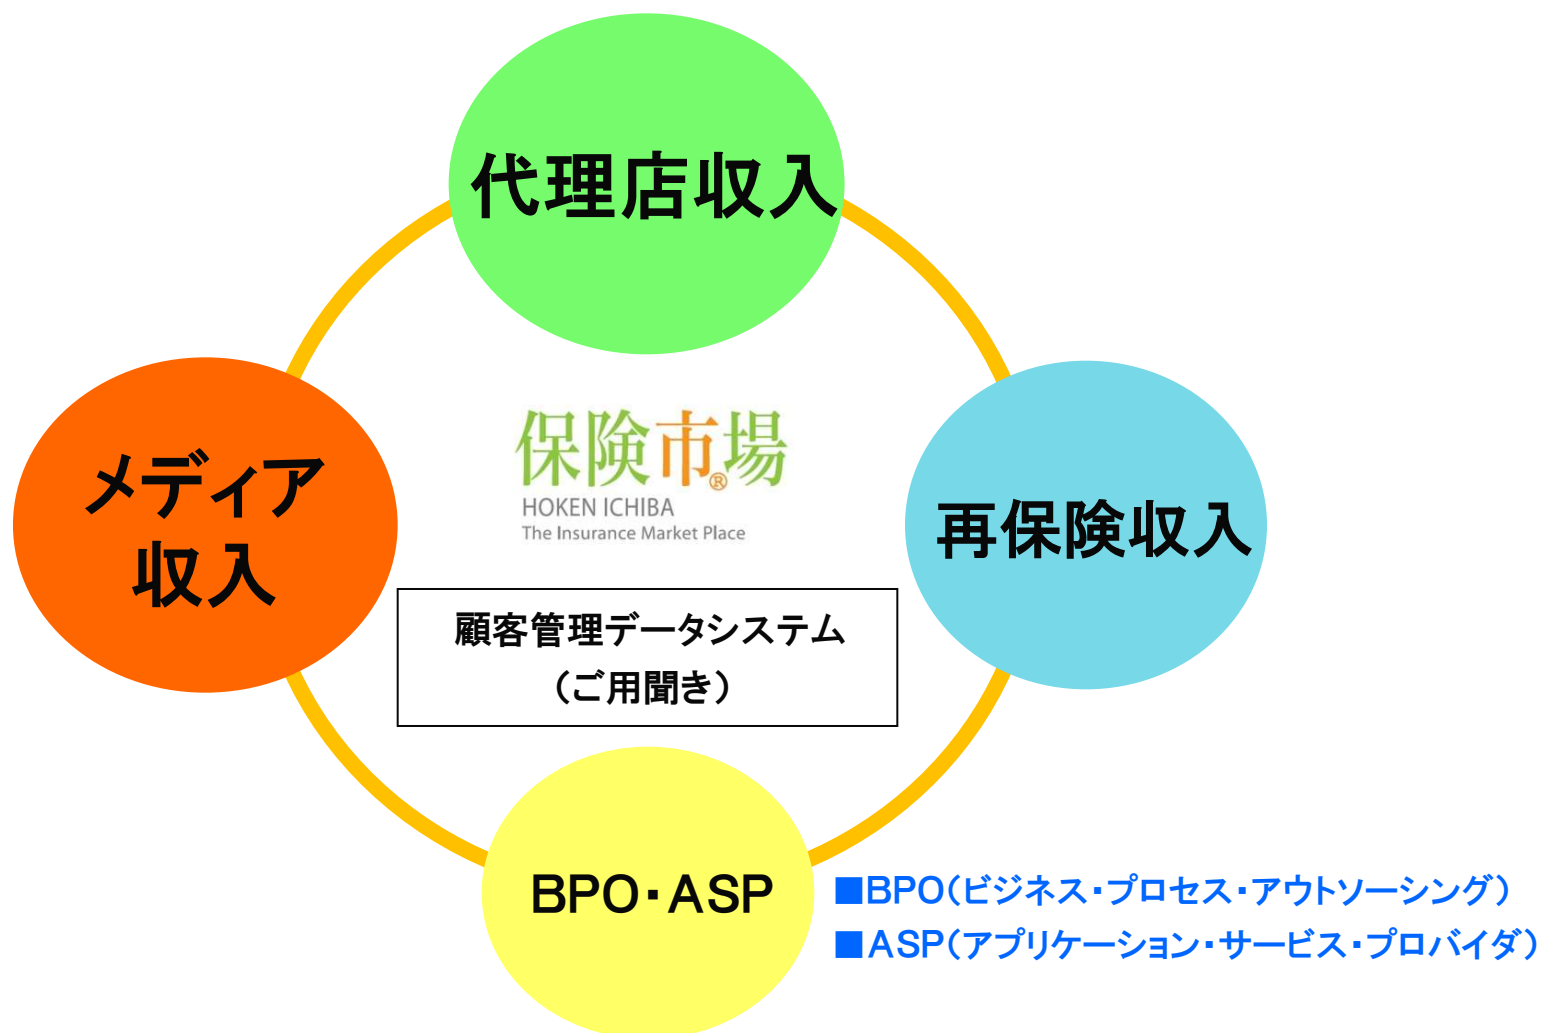 代理店収入
メディア
収入
保険市場®
HOKEN ICHIBA
The Insurance Market Place
再保険収入
顧客管理データシステム
（ご用聞き）
BPO・ASP
■BPO（ビジネス・プロセス・アウトソーシング）
■ASP（アプリケーション・サービス・プロバイダ）